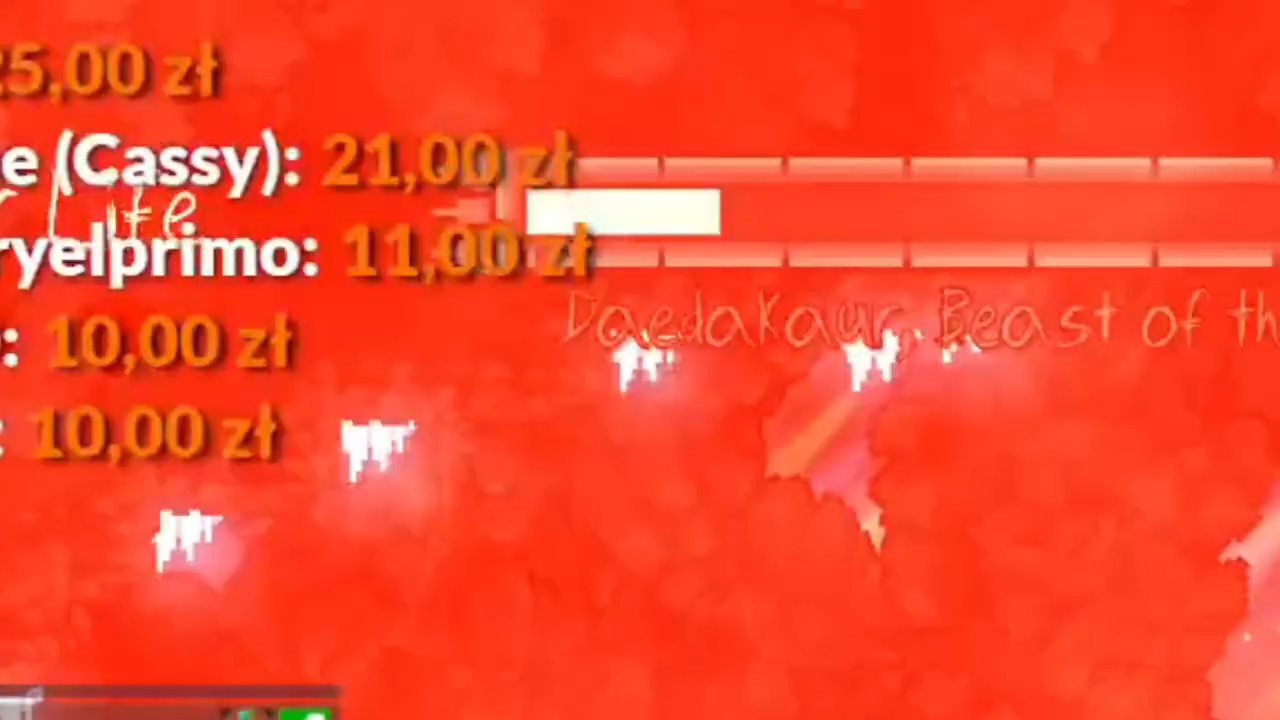 25,00 zł
e (Cassy): 21,00 zł
r Life
ryelprimo: 11,00 zł
Daedakaur, Beast of th
: 10,00 zł
: 10,00 zł